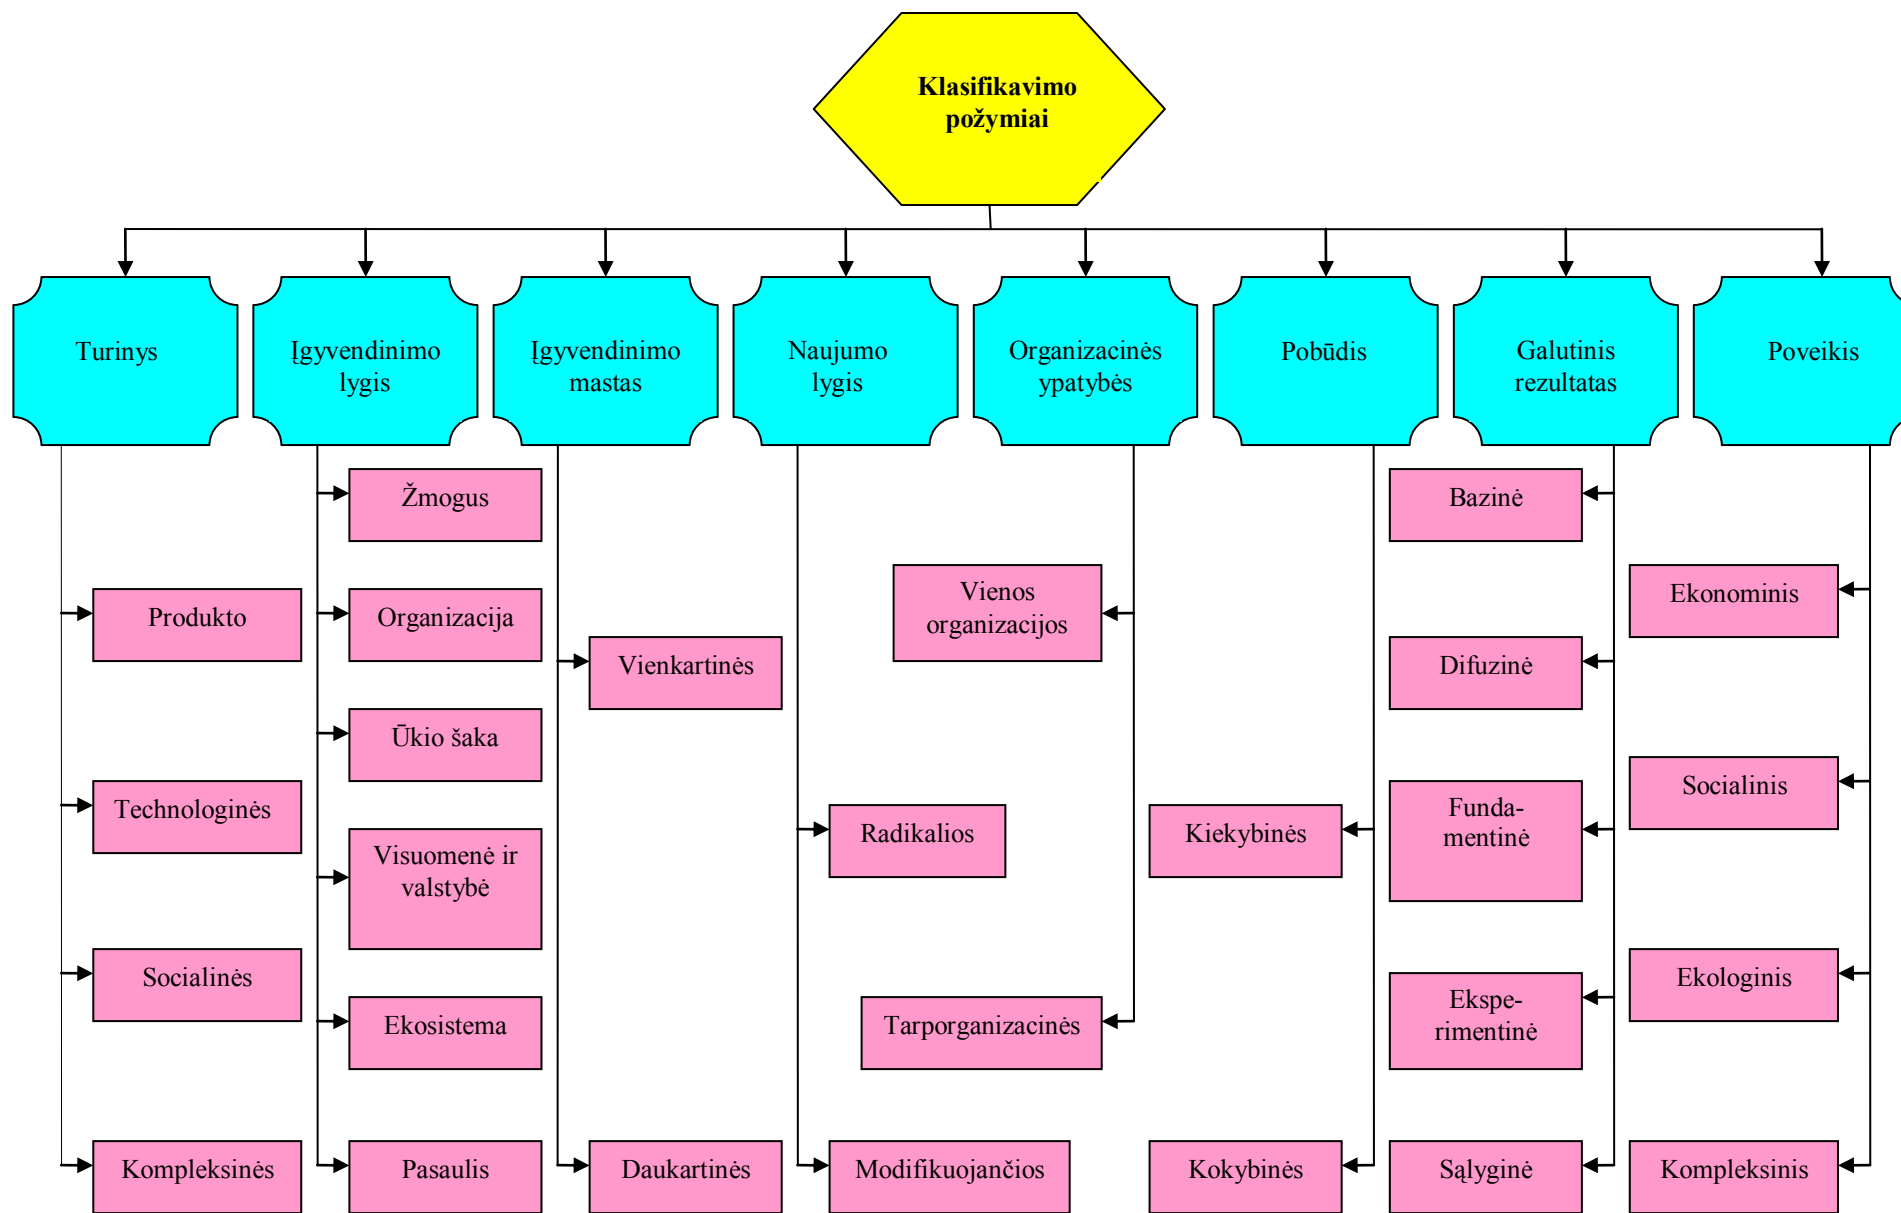 Klasifikavimo
požymiai
Turinys
Įgyvendinimo
lygis
Įgyvendinimo
mastas
Naujumo
lygis
Organizacinės
ypatybės
Pobūdis
Galutinis
rezultatas
Poveikis
Produkto
Technologinės
Socialinės
Kompleksinės
Žmogus
Organizacija
Ūkio šaka
Visuomenė ir
valstybė
Ekosistema
Pasaulis
Vienkartinės
Daukartinės
Radikalios
Modifikuojančios
Vienos
organizacijos
Tarporganizacinės
Kiekybinės
Kokybinės
Bazinė
Difuzinė
Funda-
mentinė
Ekspe-
rimentinė
Sąlyginė
Ekonominis
Socialinis
Ekologinis
Kompleksinis